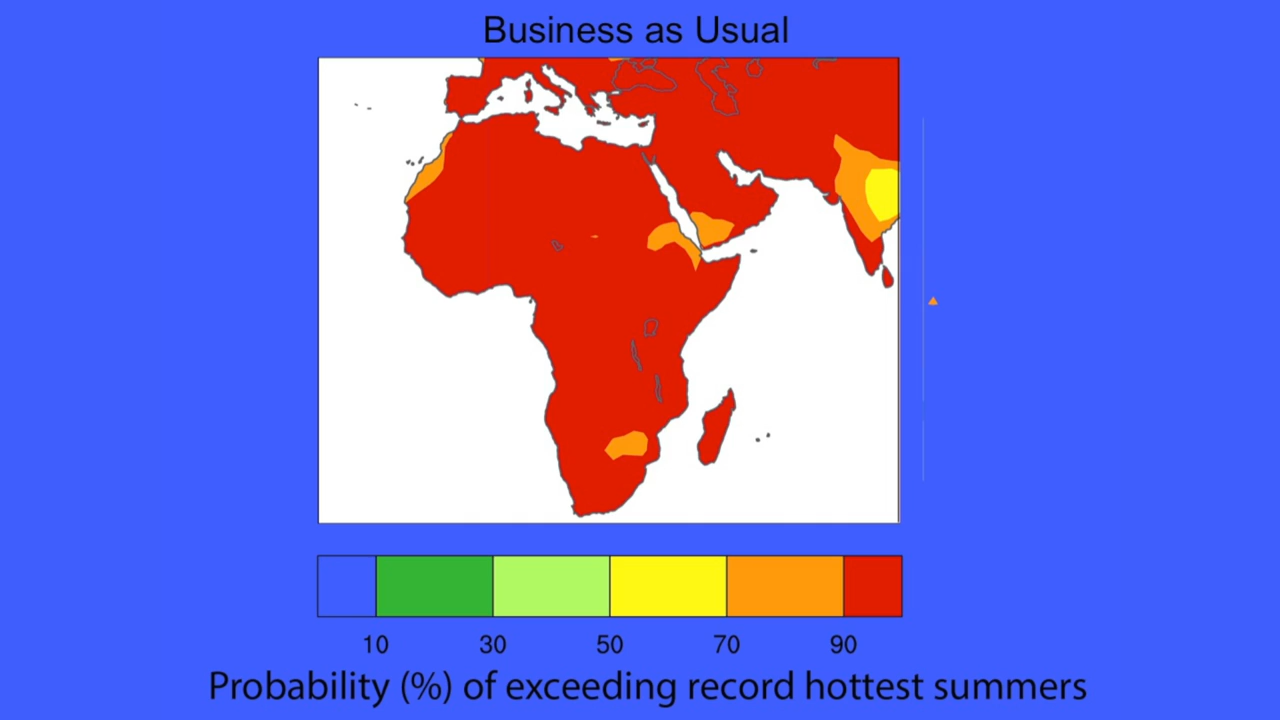 Business as Usual
10 30 50 70 90
Probability (%) of exceeding record hottest summers